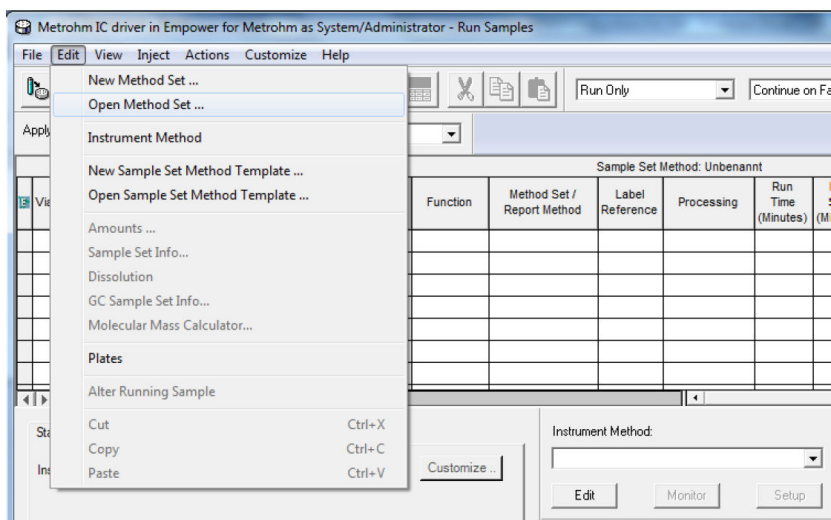 Metrohm IC driver in Empower for Metrohm as System/Administrator - Run Samples
File Edit View Inject Actions Customize Help
New Method Set ...
Open Method Set ...
Instrument Method
New Sample Set Method Template ...
Open Sample Set Method Template ...
Amounts ...
Sample Set Info...
Dissolution
GC Sample Set Info...
Molecular Mass Calculator...
Plates
Alter Running Sample
Cut Ctrl+X
Copy Ctrl+C
Paste Ctrl+V
Run Only
Continue on Fa
Apply
Sample Set Method: Unbenannt
Function
Method Set /
Report Method
Label
Reference
Processing
Run
Time
(Minutes)
Instrument Method:
Customize ..
Edit Monitor Setup